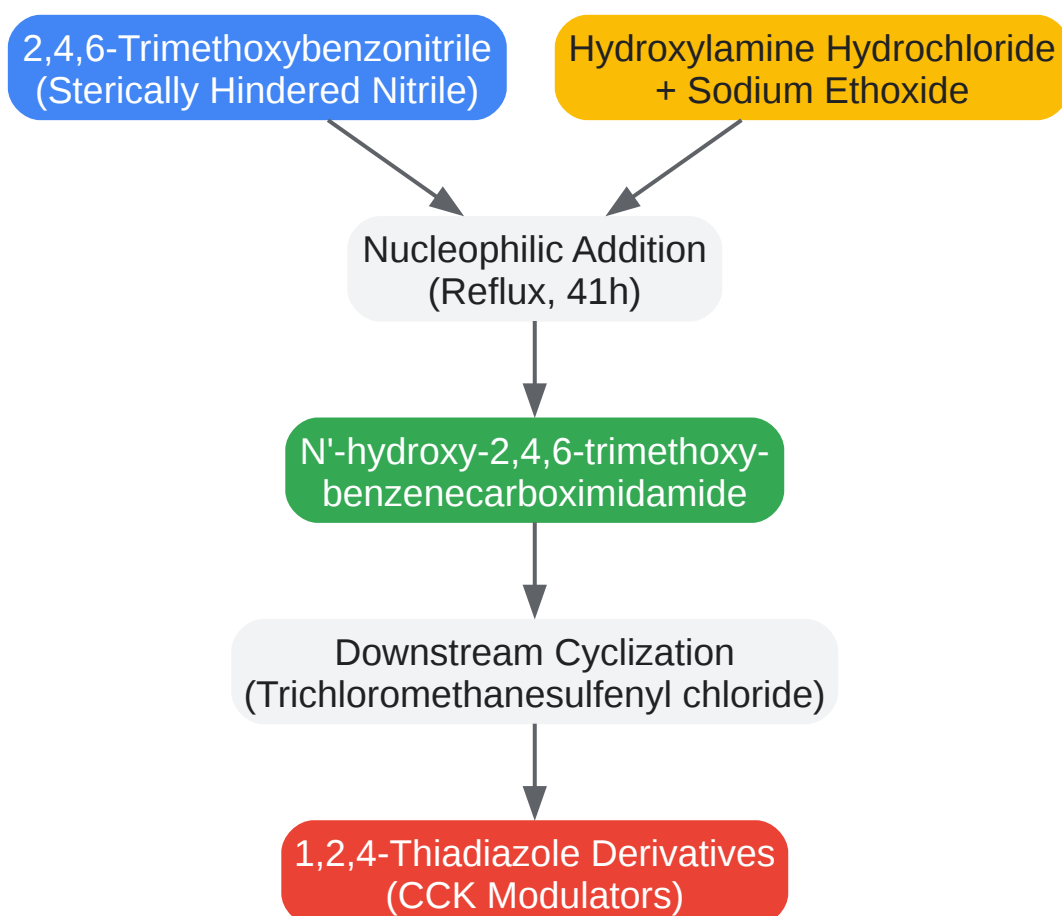 2,4,6-Trimethoxybenzonitrile
(Sterically Hindered Nitrile)
Hydroxylamine Hydrochloride
+ Sodium Ethoxide
Nucleophilic Addition
(Reflux, 41h)
N'-hydroxy-2,4,6-trimethoxy-
benzenecarboximidamide
Downstream Cyclization
(Trichloromethanesulfenyl chloride)
1,2,4-Thiadiazole Derivatives
(CCK Modulators)